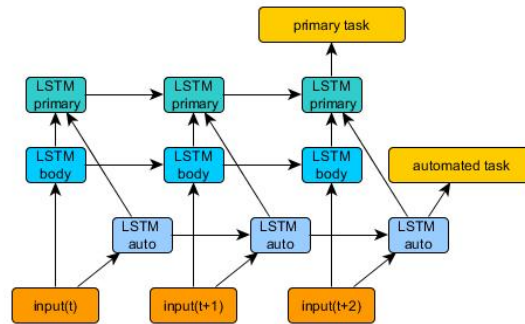 primary task
LSTM
primary
LSTM
primary
LSTM
primary
LSTM
body
LSTM
body
LSTM
body
automated task
LSTM
auto
LSTM
auto
LSTM
auto
input(t)
input(t+1)
input(t+2)